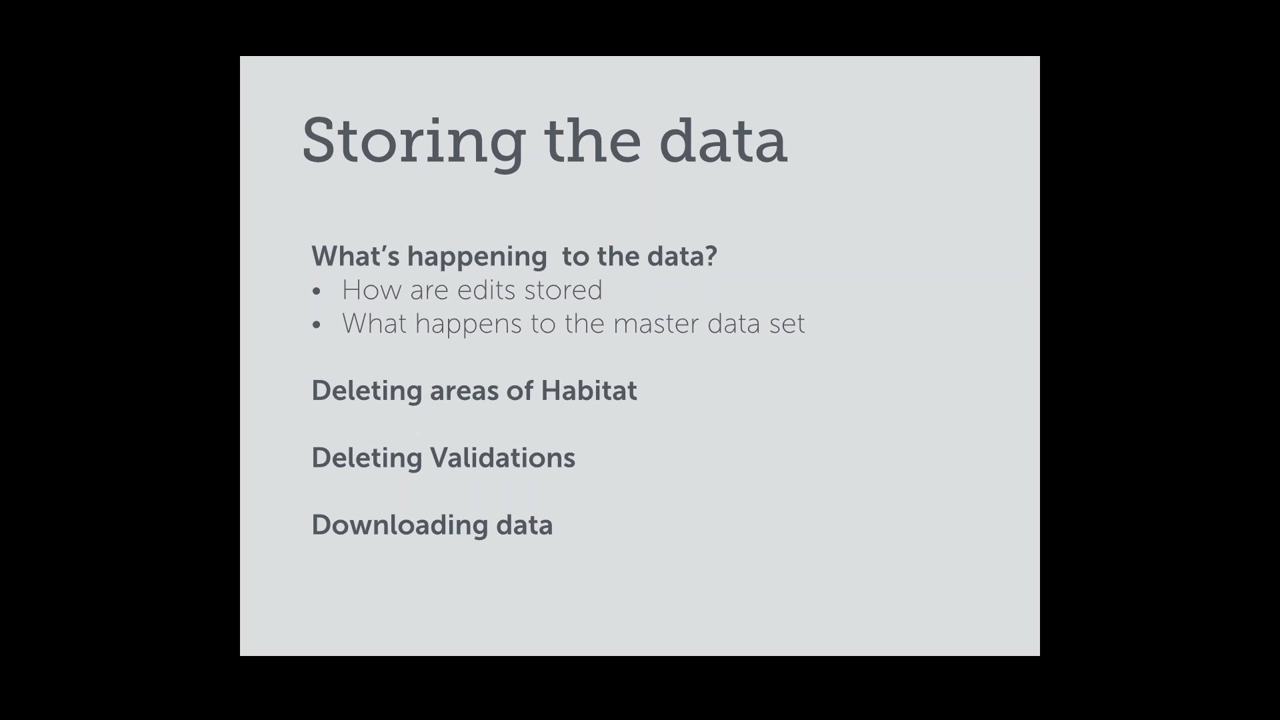 Storing the data
What's happening  to the data?
• How are edits stored
• What happens to the master data set
Deleting areas of Habitat
Deleting Validations
Downloading data